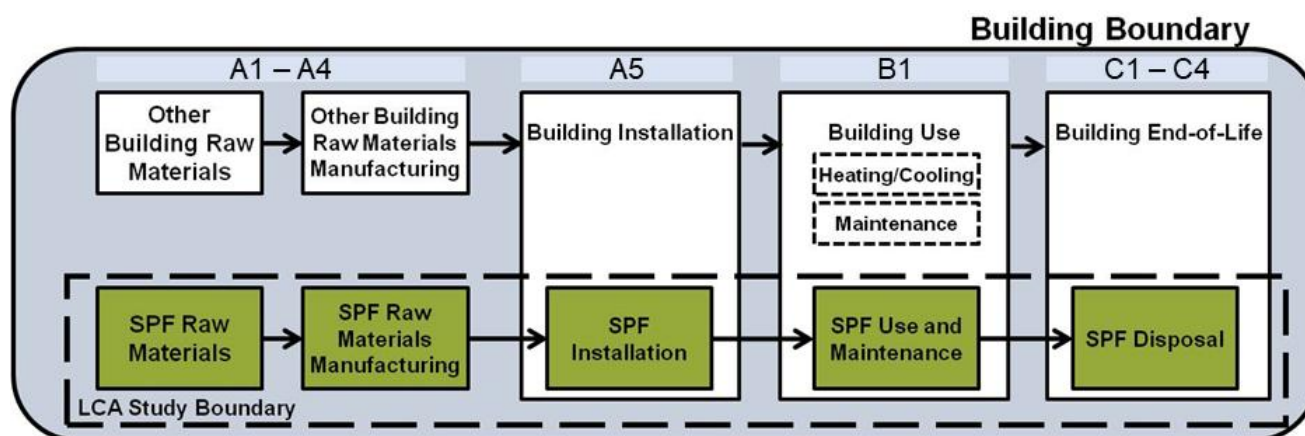 Building Boundary
A1 – A4
A5
B1
C1 – C4
Other
Building Raw
Materials
Other Building
Raw Materials
Manufacturing
Building Installation
Building Use
Heating/Cooling
Maintenance
Building End-of-Life
SPF Raw
Materials
SPF Raw
Materials
Manufacturing
SPF
Installation
SPF Use and
Maintenance
SPF Disposal
LCA Study Boundary